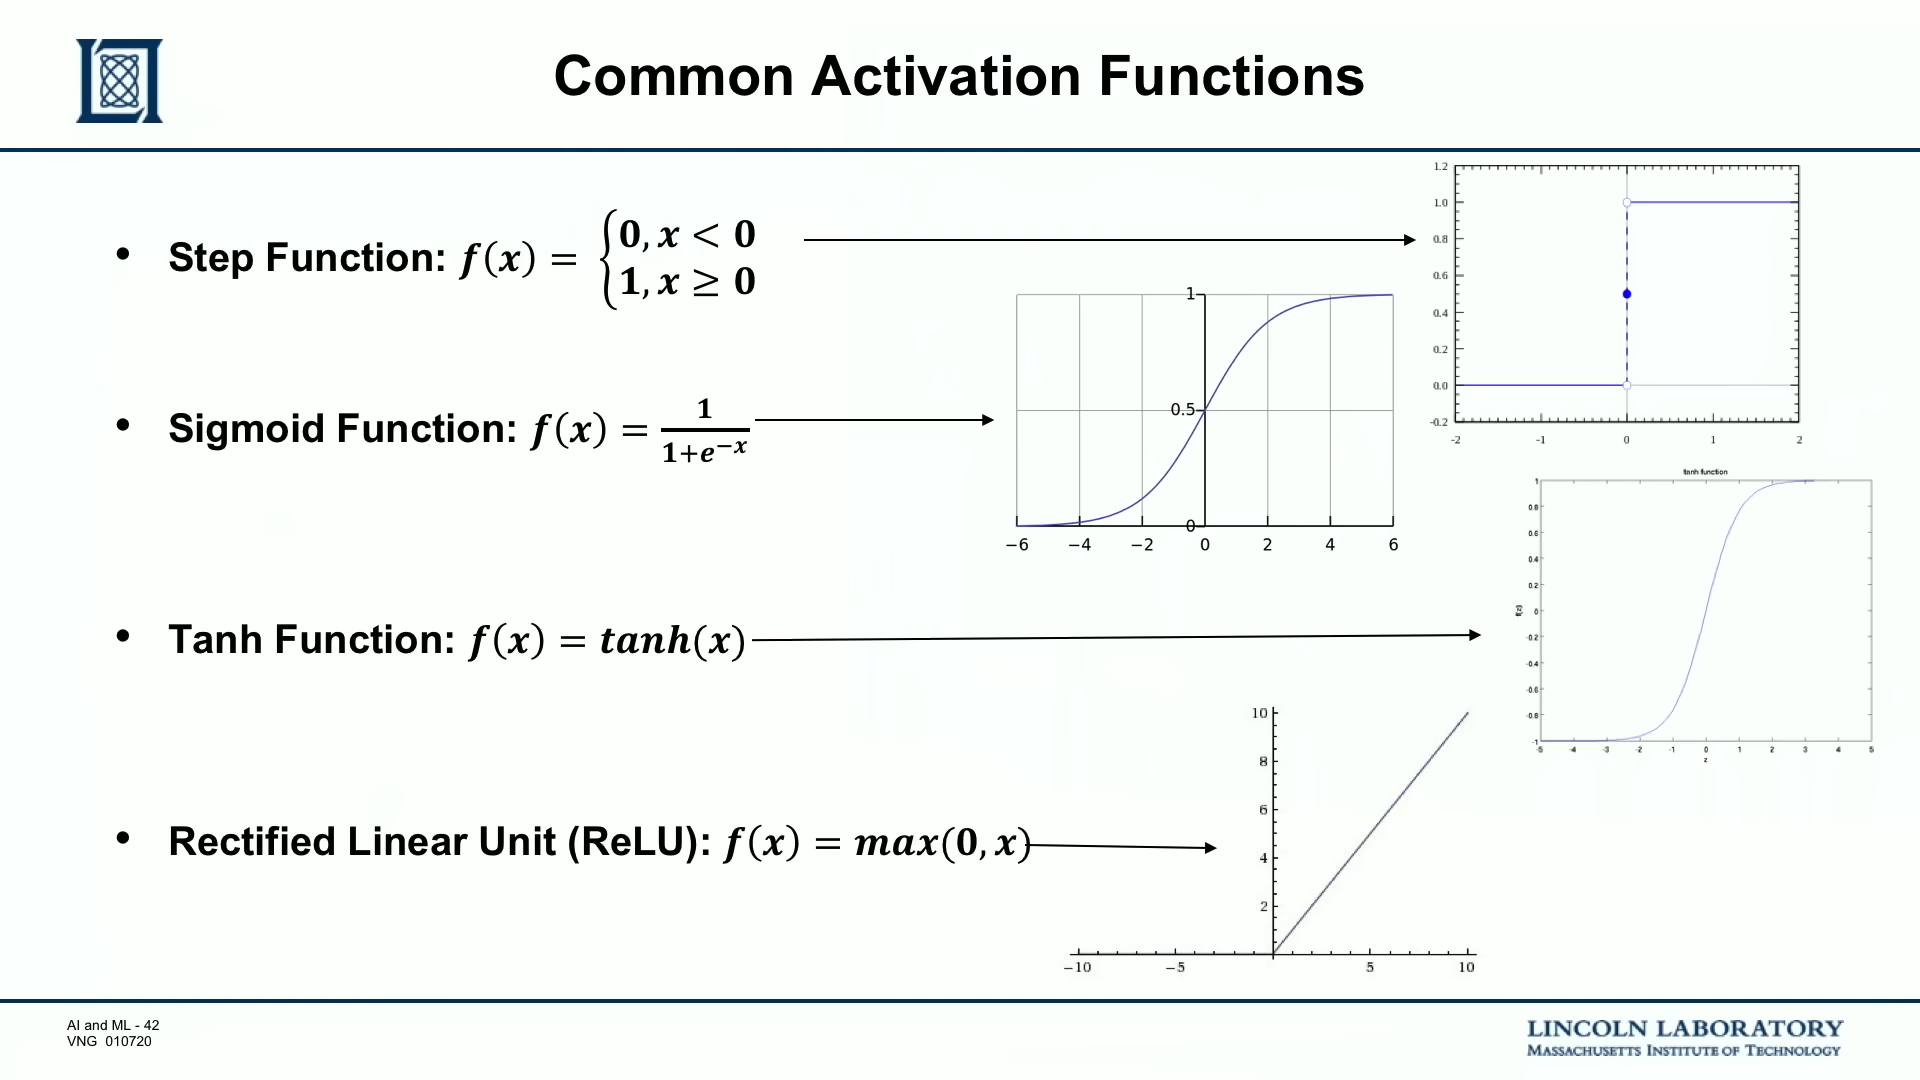 Common Activation Functions
• Step Function: f(x) = {0, x < 0
1, x ≥ 0
1.2
1.0
0.8
0.6
0.4
0.2
0.0
-0.2
-2 -1 0 1 2
• Sigmoid Function: f(x) = 1/(1+e^{-x})
1
0.5
0
−6 −4 −2 0 2 4 6
tanh function
1
0.8
0.6
0.4
0.2
0
-0.2
-0.4
-0.6
-0.8
-1
-5 -4 -3 -2 -1 0 1 2 3 4 5
f(z)
z
• Tanh Function: f(x) = tanh(x)
• Rectified Linear Unit (ReLU): f(x) = max(0, x)
10
8
6
4
2
−10 −5 5 10
AI and ML - 42
VNG 010720
LINCOLN LABORATORY
MASSACHUSETTS INSTITUTE OF TECHNOLOGY